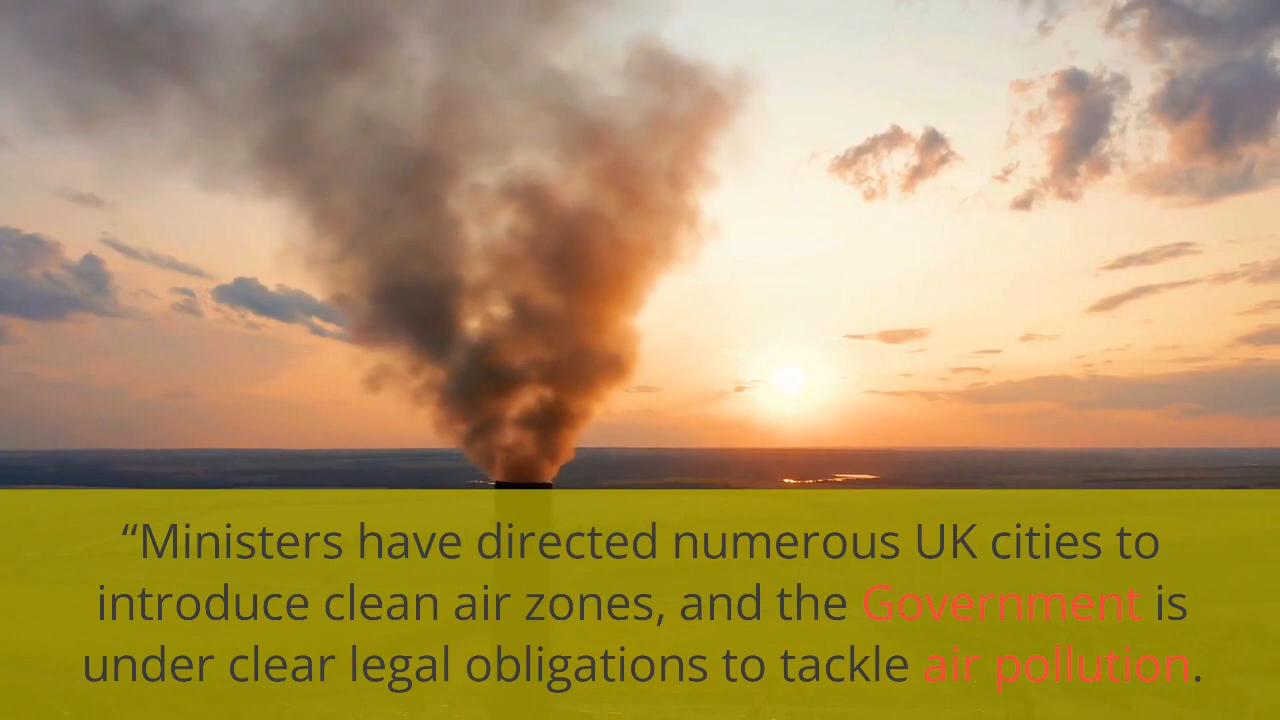 “Ministers have directed numerous UK cities to
introduce clean air zones, and the Government is
under clear legal obligations to tackle air pollution.